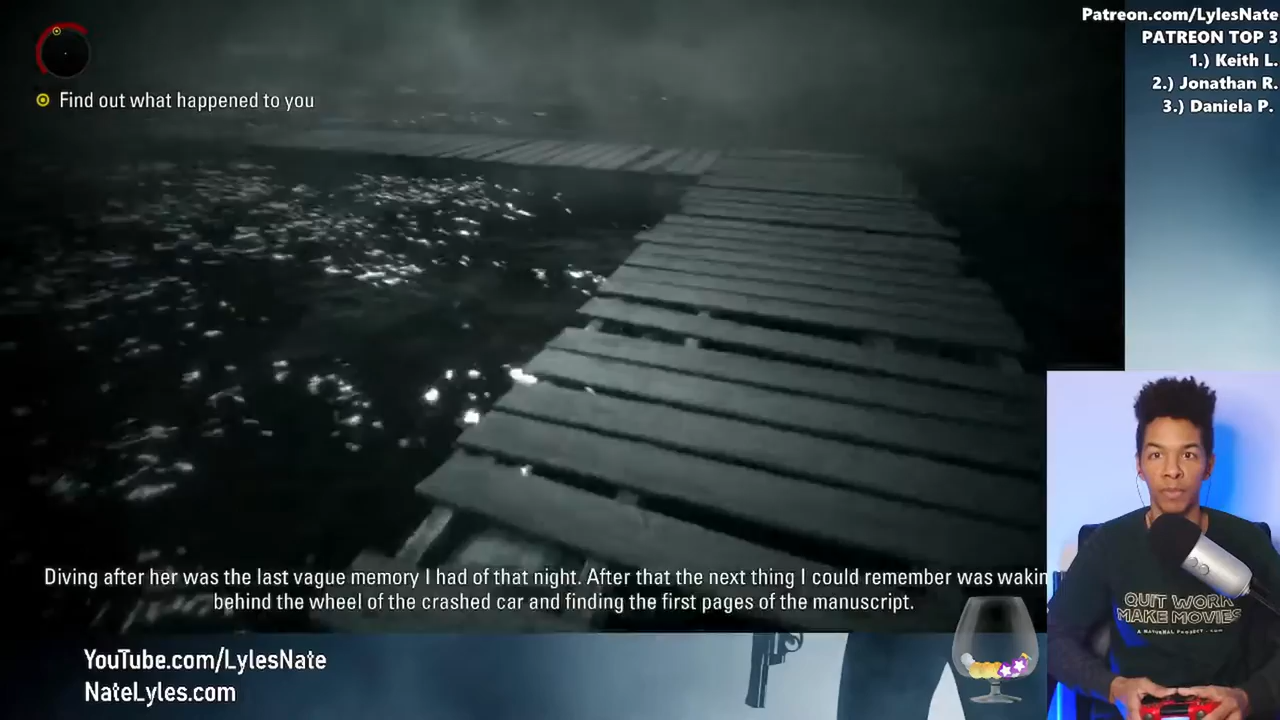 Patreon.com/LylesNate
PATREON TOP 3
1.) Keith L.
2.) Jonathan R.
3.) Daniela P.
Find out what happened to you
Diving after her was the last vague memory I had of that night. After that the next thing I could remember was wakin
behind the wheel of the crashed car and finding the first pages of the manuscript.
QUIT WORK
MAKE MOVIES
YouTube.com/LylesNate
NateLyles.com